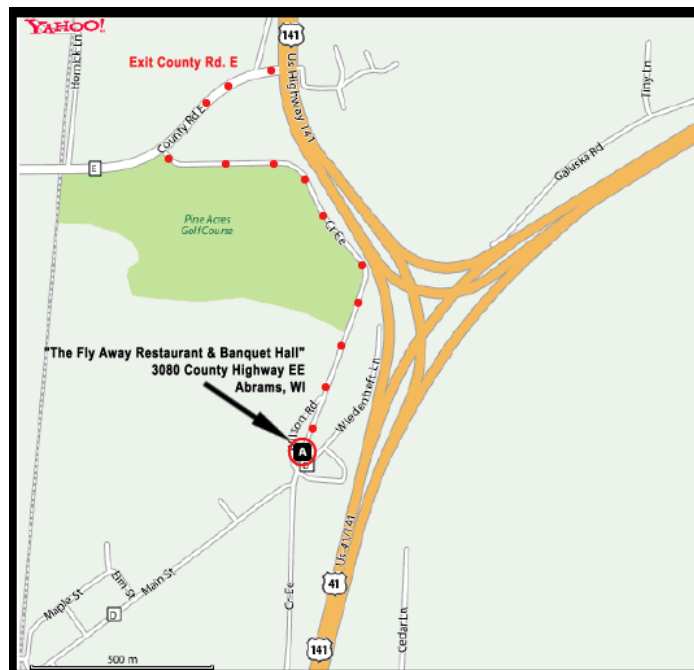 YAHOO!
141
Hornick Ln
Exit County Rd. E
Us Highway 141
Tiny Ln
County Rd E
Galuska Rd
E
Pine Acres
Golf Course
Cr Ee
"The Fly Away Restaurant & Banquet Hall"
3080 County Highway EE
Abrams, WI
Wiedenheft Ln
A
Us 41/141
Main St
Elm St
Maple St
41
Cr Ee
D
Cedar Ln
141
500 m